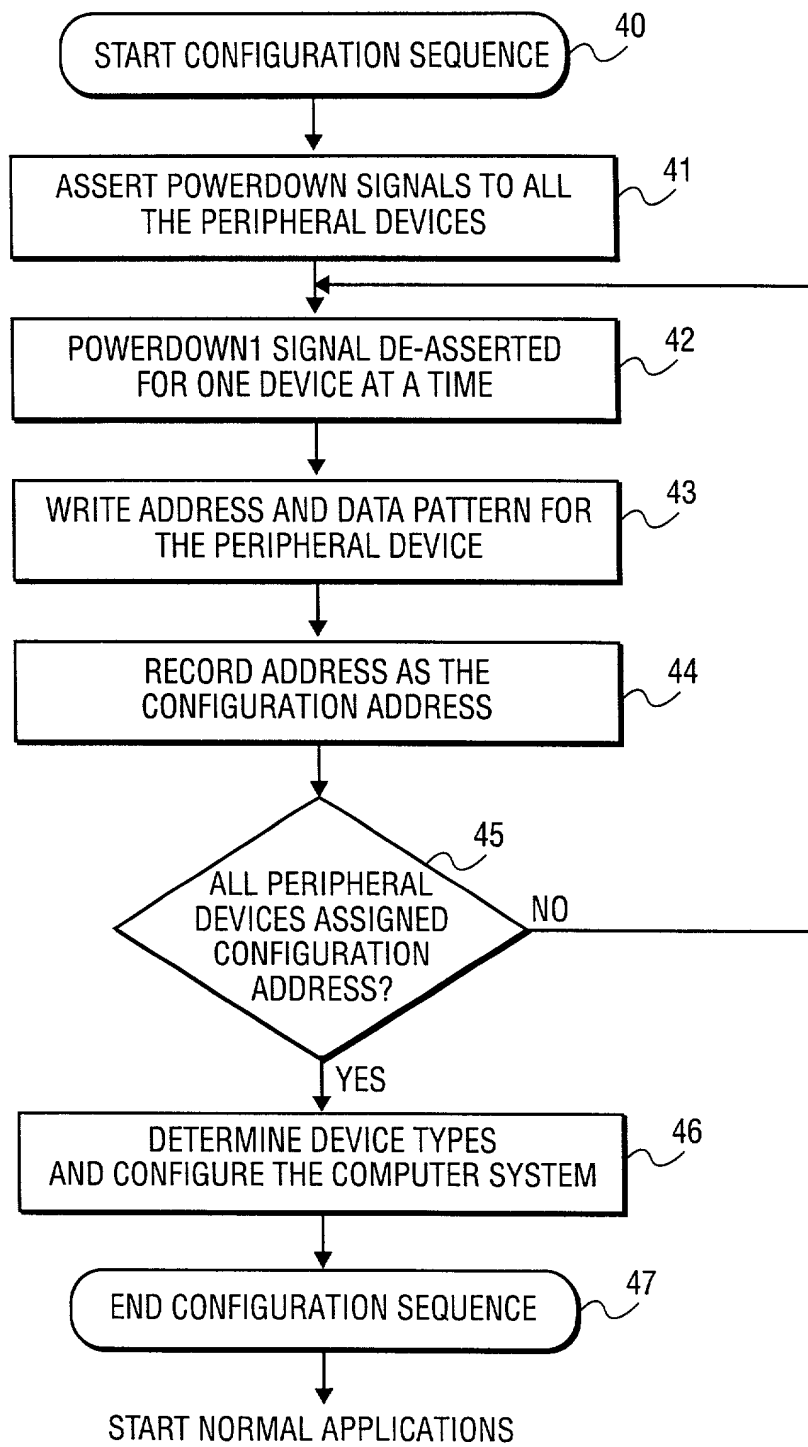 START CONFIGURATION SEQUENCE
40
ASSERT POWERDOWN SIGNALS TO ALL
THE PERIPHERAL DEVICES
41
POWERDOWN1 SIGNAL DE-ASSERTED
FOR ONE DEVICE AT A TIME
42
WRITE ADDRESS AND DATA PATTERN FOR
THE PERIPHERAL DEVICE
43
RECORD ADDRESS AS THE
CONFIGURATION ADDRESS
44
45
ALL PERIPHERAL
DEVICES ASSIGNED
CONFIGURATION
ADDRESS?
NO
YES
DETERMINE DEVICE TYPES
AND CONFIGURE THE COMPUTER SYSTEM
46
END CONFIGURATION SEQUENCE
47
START NORMAL APPLICATIONS